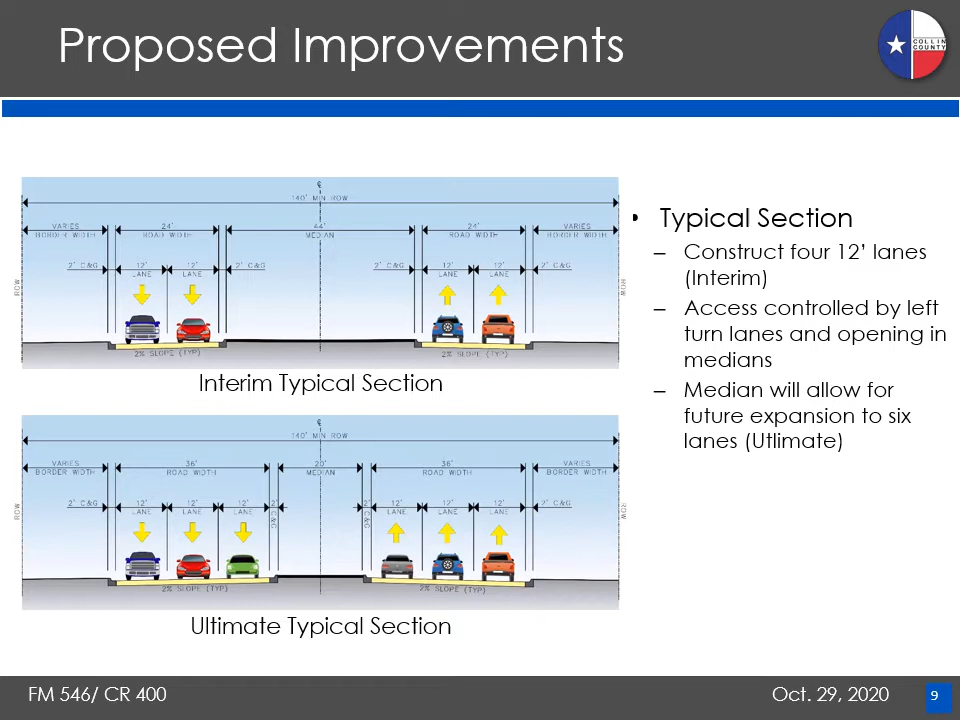 Proposed Improvements
COLLIN
COUNTY
℄
140' MIN ROW
VARIES 24' 44' 24' VARIES
BORDER WIDTH ROAD WIDTH MEDIAN ROAD WIDTH BORDER WIDTH
2' C&G 12' 12' 2' C&G 2' C&G 12' 12' 2' C&G
LANE LANE LANE LANE
ROW ROW
2% SLOPE (TYP) 2% SLOPE (TYP)
Interim Typical Section
℄
140' MIN ROW
VARIES 36' 20' 36' VARIES
BORDER WIDTH ROAD WIDTH MEDIAN ROAD WIDTH BORDER WIDTH
2' C&G 12' 12' 12' 2' C&G 2' C&G 12' 12' 12' 2' C&G
LANE LANE LANE LANE LANE LANE
ROW ROW
2% SLOPE (TYP) 2% SLOPE (TYP)
Ultimate Typical Section
• Typical Section
– Construct four 12’ lanes
(Interim)
– Access controlled by left
turn lanes and opening in
medians
– Median will allow for
future expansion to six
lanes (Utlimate)
FM 546/ CR 400 Oct. 29, 2020 9